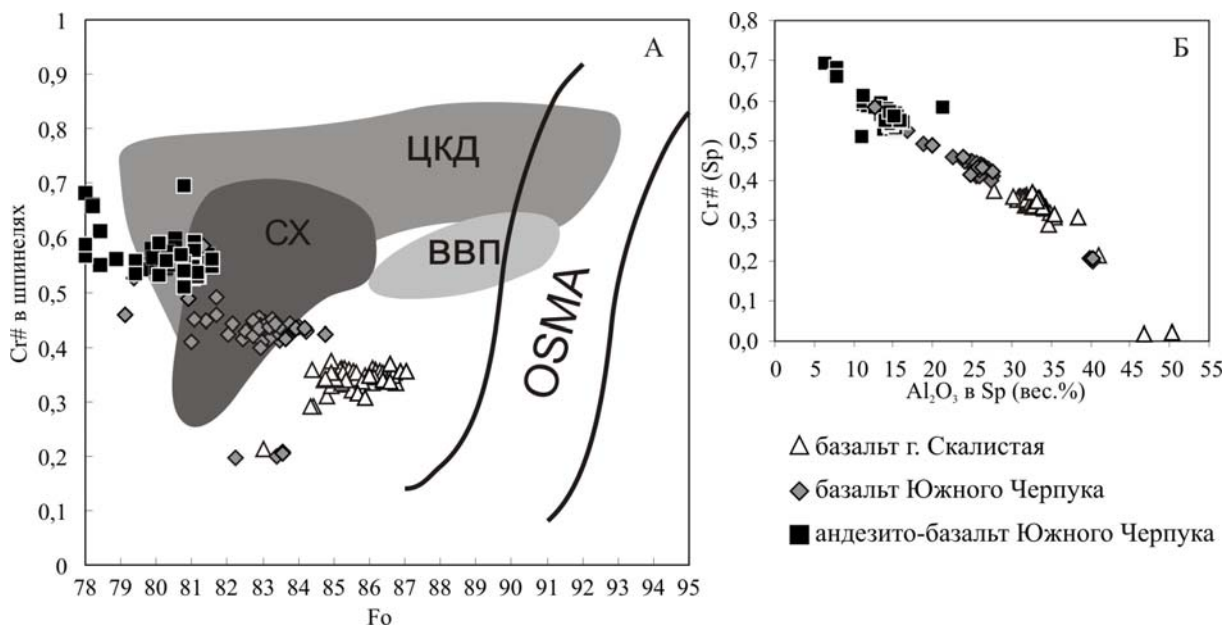 А
1
0,9
0,8
0,7
0,6
0,5
0,4
0,3
0,2
0,1
0
Cr# в шпинелях
ЦКД
СХ
ВВП
OSMA
78 79 80 81 82 83 84 85 86 87 88 89 90 91 92 93 94 95
Fo
Б
0,8
0,7
0,6
0,5
0,4
0,3
0,2
0,1
0,0
Cr# (Sp)
0 5 10 15 20 25 30 35 40 45 50 55
Al₂O₃ в Sp (вес.%)
базальт г. Скалистая
базальт Южного Черпука
андезито-базальт Южного Черпука